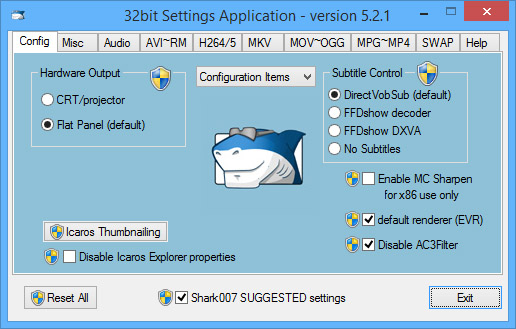 32bit Settings Application - version 5.2.1
Config Misc Audio AVI~RM H264/5 MKV MOV~OGG MPG~MP4 SWAP Help
Hardware Output
CRT/projector
Flat Panel (default)
Configuration Items
Subtitle Control
DirectVobSub (default)
FFDshow decoder
FFDshow DXVA
No Subtitles
Enable MC Sharpen
for x86 use only
default renderer (EVR)
Disable AC3Filter
Icaros Thumbnailing
Disable Icaros Explorer properties
Reset All
Shark007 SUGGESTED settings
Exit